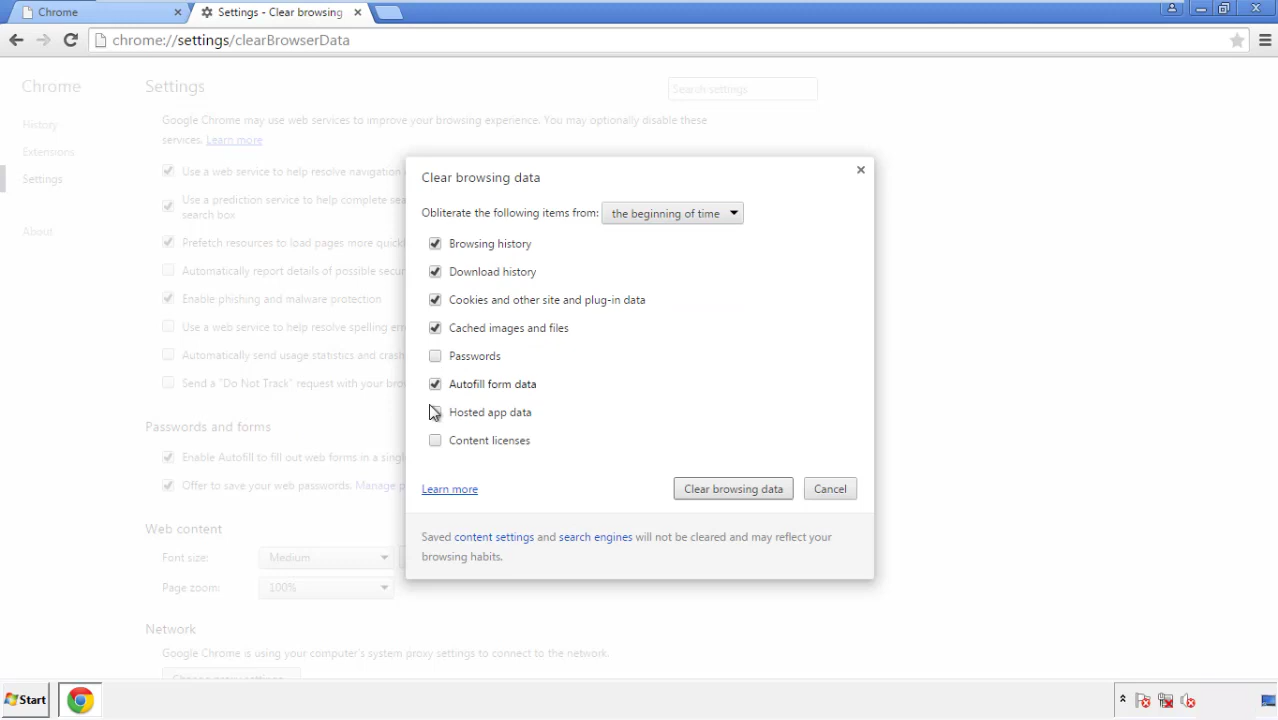 Chrome
Settings - Clear browsing
chrome://settings/clearBrowserData
Chrome
History
Extensions
Settings
About
Settings
Search settings
Google Chrome may use web services to improve your browsing experience. You may optionally disable these
services. Learn more
Use a web service to help resolve navigation
Use a prediction service to help complete
search box
Prefetch resources to load pages more
Automatically report details of possible
Enable phishing and malware protection
Use a web service to help resolve spelling
Automatically send usage statistics and
Send a "Do Not Track" request with your
Passwords and forms
Enable Autofill to fill out web forms in a
Offer to save your web passwords. Manage
Web content
Font size: Medium
Page zoom: 100%
Network
Google Chrome is using your computer's system proxy settings to connect to the network.
Clear browsing data
Obliterate the following items from: the beginning of time
Browsing history
Download history
Cookies and other site and plug-in data
Cached images and files
Passwords
Autofill form data
Hosted app data
Content licenses
Learn more
Clear browsing data
Cancel
Saved content settings and search engines will not be cleared and may reflect your
browsing habits.
Start